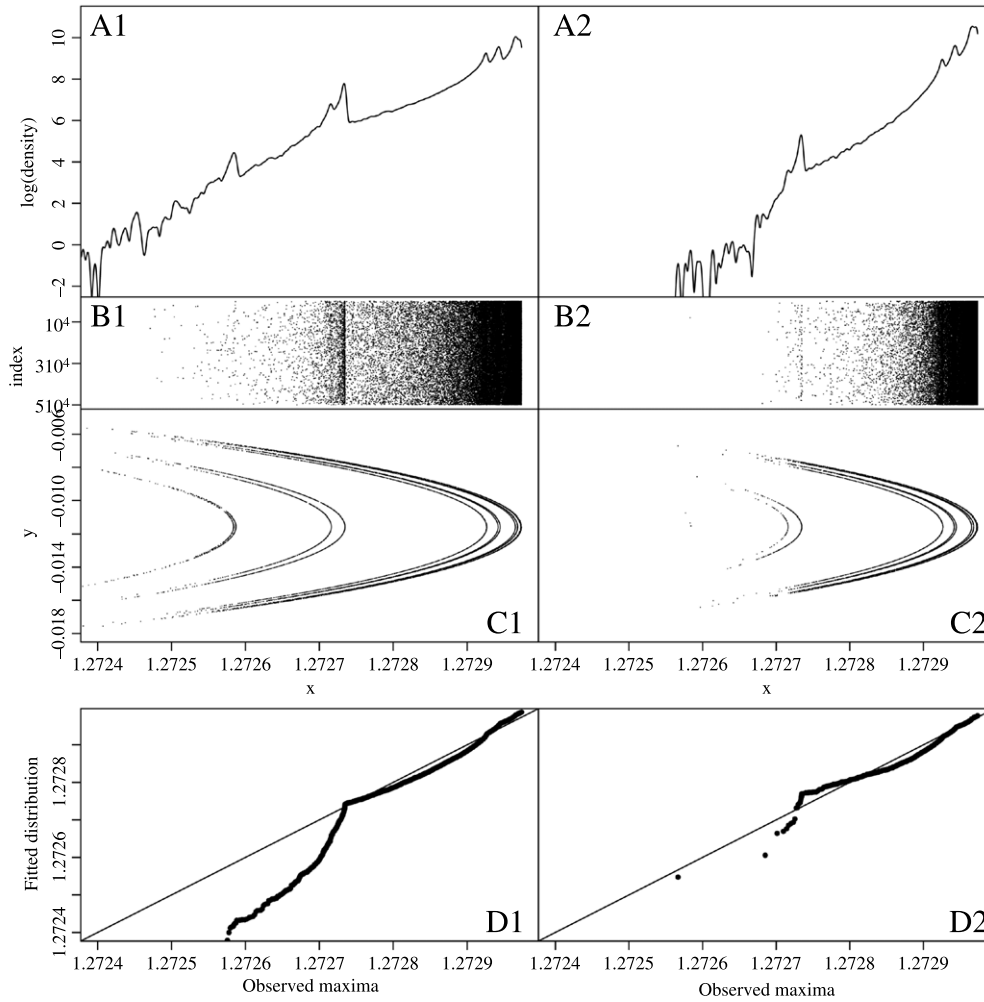 A1
A2
log(density)
10
8
6
4
2
0
−2
B1
B2
index
10⁴
310⁴
510⁴
y
−0.006
−0.010
−0.014
−0.018
C1
C2
1.2724 1.2725 1.2726 1.2727 1.2728 1.2729
1.2724 1.2725 1.2726 1.2727 1.2728 1.2729
x
x
Fitted distribution
1.2728
1.2726
1.2724
D1
D2
1.2724 1.2725 1.2726 1.2727 1.2728 1.2729
1.2724 1.2725 1.2726 1.2727 1.2728 1.2729
Observed maxima
Observed maxima